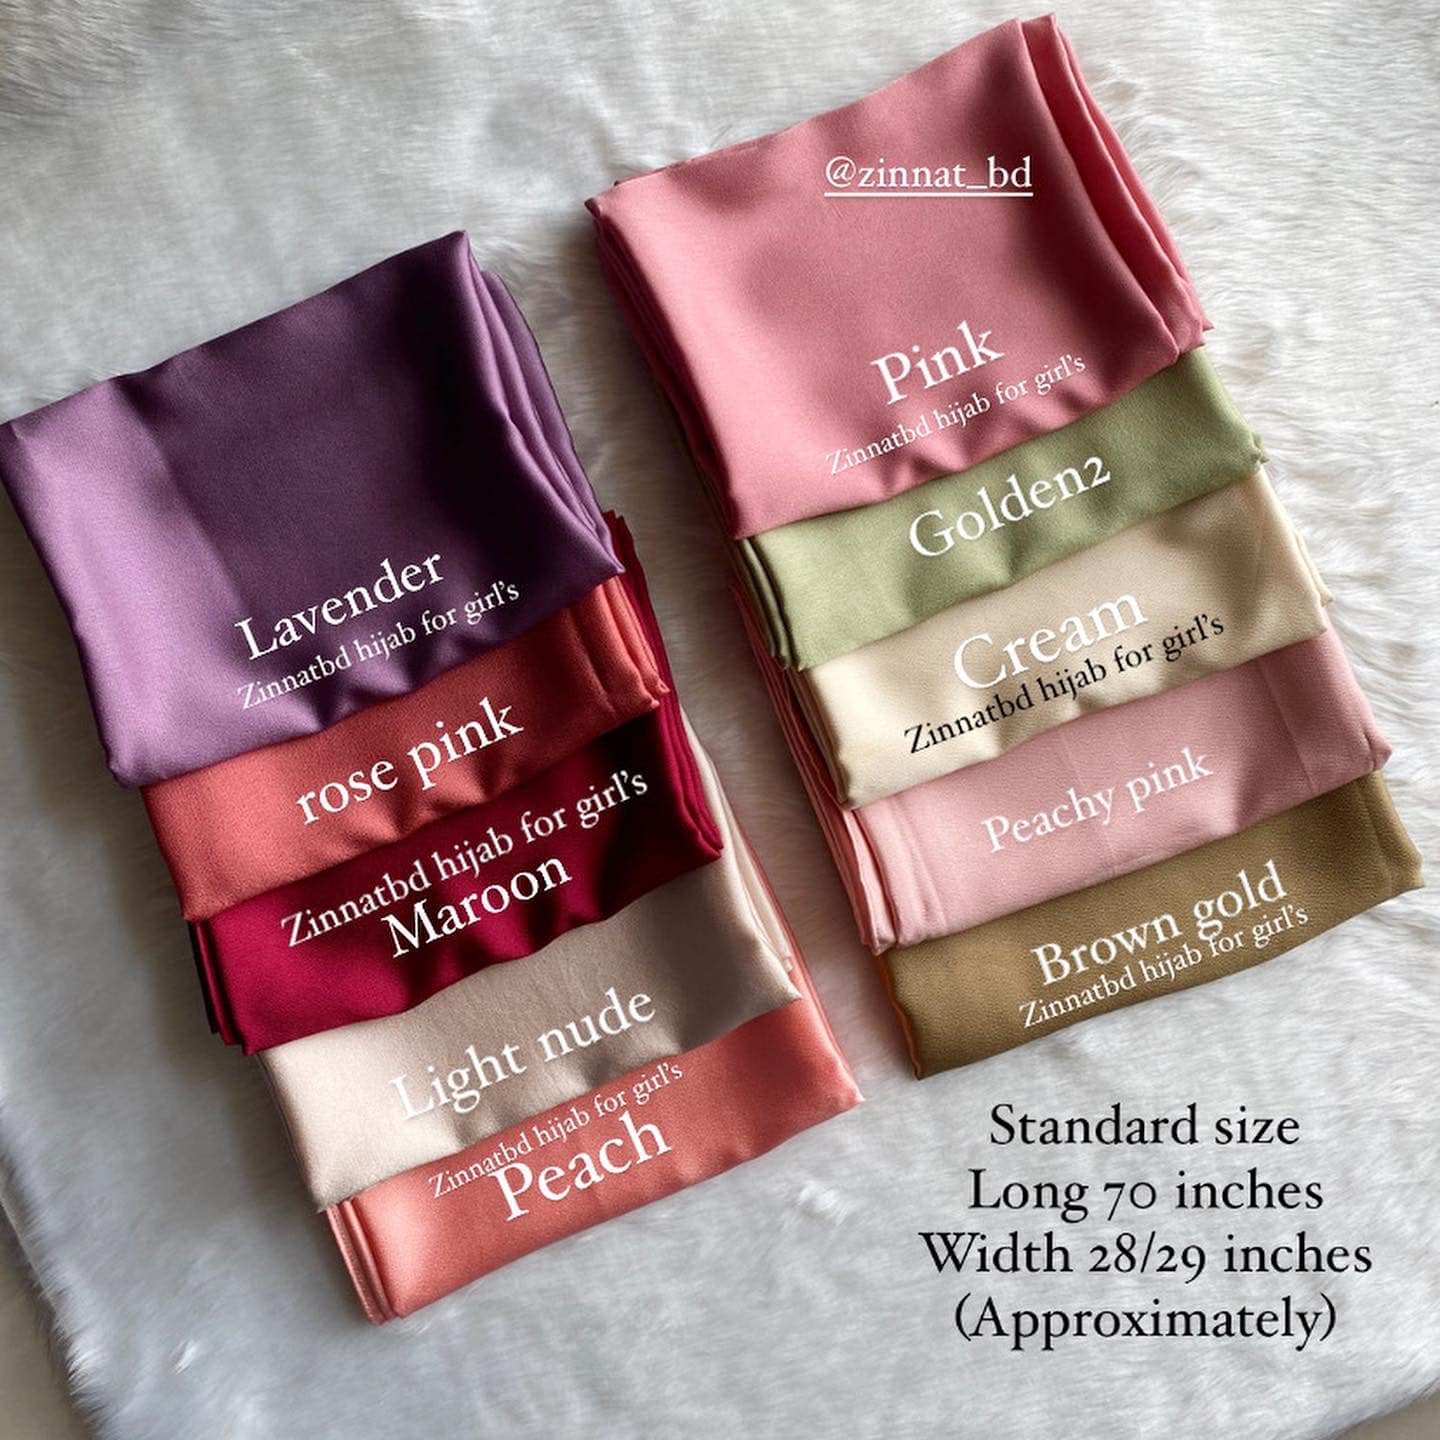 @zinnat_bd
Pink
Zinnatbd hijab for girl's
Golden2
Cream
Zinnatbd hijab for girl's
Peachy pink
Brown gold
Zinnatbd hijab for girl's
Lavender
Zinnatbd hijab for girl's
rose pink
Zinnatbd hijab for girl's
Maroon
Light nude
Zinnatbd hijab for girl's
Peach
Standard size
Long 70 inches
Width 28/29 inches
(Approximately)